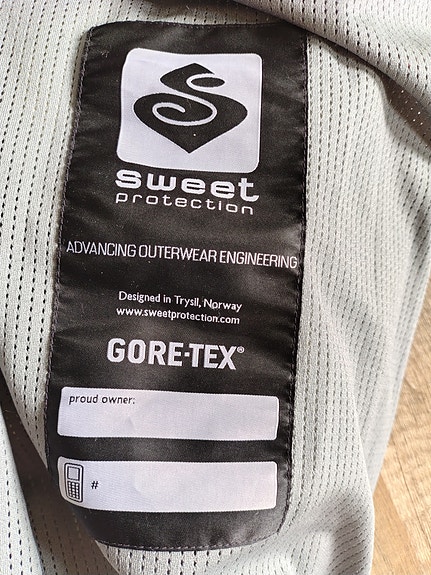 sweet
protection
ADVANCING OUTERWEAR ENGINEERING
Designed in Trysil, Norway
www.sweetprotection.com
GORE-TEX®
proud owner:
#